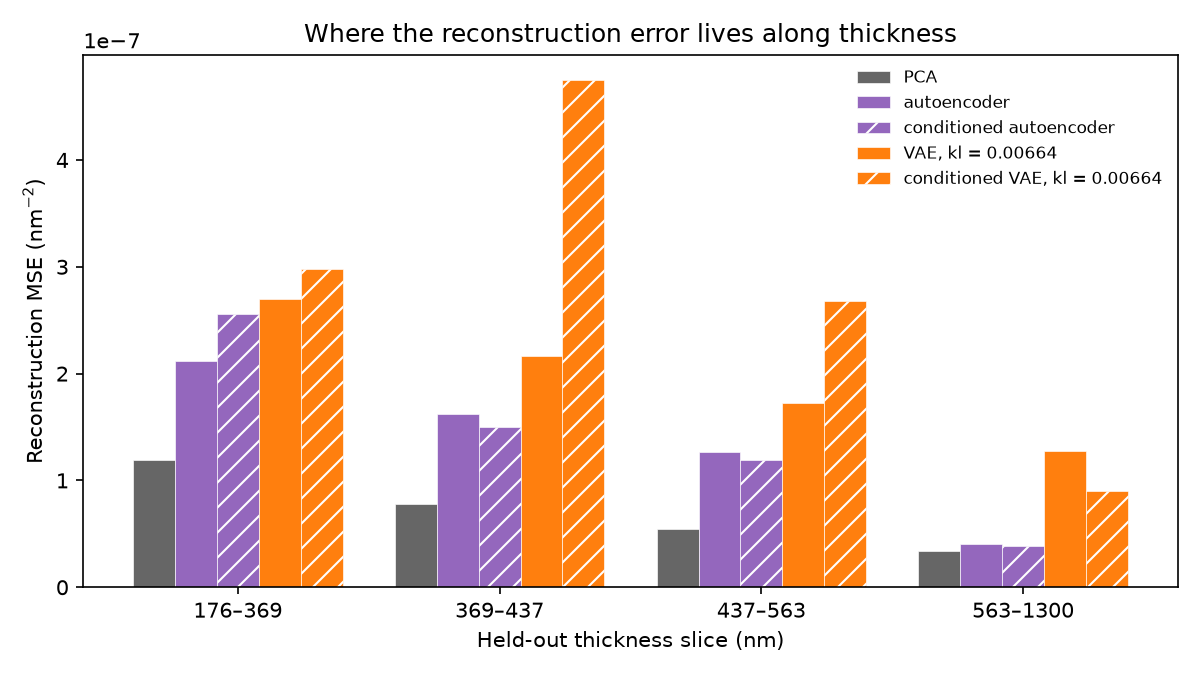 Where the reconstruction error lives along thickness
1e−7
PCA
autoencoder
conditioned autoencoder
VAE, kl = 0.00664
conditioned VAE, kl = 0.00664
Reconstruction MSE (nm⁻²)
4
3
2
1
0
176–369 369–437 437–563 563–1300
Held-out thickness slice (nm)